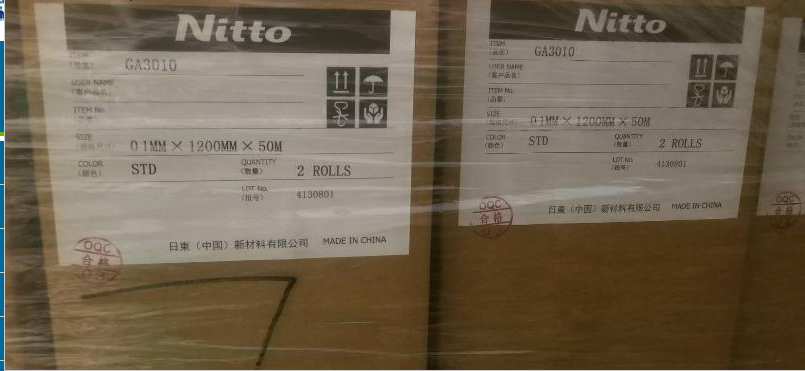 Nitto
ITEM
(品名)
GA3010
USER NAME
(客户品名)
ITEM No.
(品番)
SIZE
0.1MM × 1200MM × 50M
COLOR
(颜色)
STD
QUANTITY
(数量)
2 ROLLS
LOT No.
(批号)
4130801
日東（中国）新材料有限公司 MADE IN CHINA
OQC
合格
Nitto
ITEM
(品名)
GA3010
USER NAME
(客户品名)
ITEM No.
(品番)
SIZE
0.1MM × 1200MM × 50M
COLOR
(颜色)
STD
QUANTITY
(数量)
2 ROLLS
LOT No.
(批号)
4130801
日東（中国）新材料有限公司 MADE IN CHINA
OQC
合格
OQC
合格